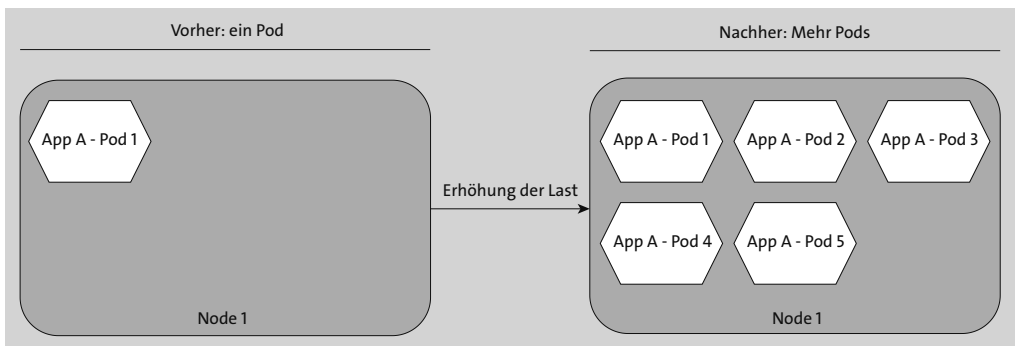 Vorher: ein Pod
Nachher: Mehr Pods
App A - Pod 1
Node 1
Erhöhung der Last
App A - Pod 1
App A - Pod 2
App A - Pod 3
App A - Pod 4
App A - Pod 5
Node 1